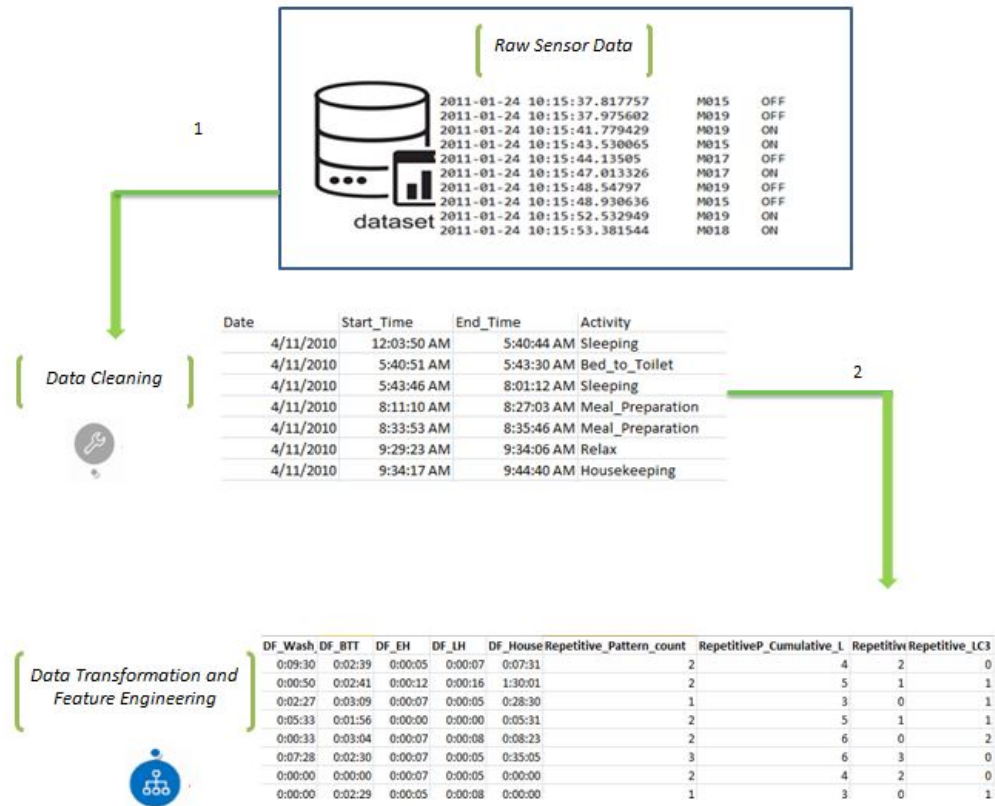 Raw Sensor Data
2011-01-24 10:15:37.817757 M015 OFF
2011-01-24 10:15:37.975602 M019 OFF
2011-01-24 10:15:41.779429 M019 ON
2011-01-24 10:15:43.530065 M015 ON
2011-01-24 10:15:44.13505 M017 OFF
2011-01-24 10:15:47.013326 M017 ON
2011-01-24 10:15:48.54797 M019 OFF
2011-01-24 10:15:48.930636 M015 OFF
2011-01-24 10:15:52.532949 M019 ON
2011-01-24 10:15:53.381544 M018 ON
dataset
1
Date Start_Time End_Time Activity
4/11/2010 12:03:50 AM 5:40:44 AM Sleeping
4/11/2010 5:40:51 AM 5:43:30 AM Bed_to_Toilet
4/11/2010 5:43:46 AM 8:01:12 AM Sleeping
4/11/2010 8:11:10 AM 8:27:03 AM Meal_Preparation
4/11/2010 8:33:53 AM 8:35:46 AM Meal_Preparation
4/11/2010 9:29:23 AM 9:34:06 AM Relax
4/11/2010 9:34:17 AM 9:44:40 AM Housekeeping
Data Cleaning
2
DF_Wash DF_BTT DF_EH DF_LH DF_House Repetitive_Pattern_count RepetitiveP_Cumulative_L Repetitive Repetitive_LC3
0:09:30 0:02:39 0:00:05 0:00:07 0:07:31 2 4 2 0
0:00:50 0:02:41 0:00:12 0:00:16 1:30:01 2 5 1 1
0:02:27 0:03:09 0:00:07 0:00:05 0:28:30 1 3 0 1
0:05:33 0:01:56 0:00:00 0:00:00 0:05:31 2 5 1 1
0:00:33 0:03:04 0:00:07 0:00:08 0:08:23 2 6 0 2
0:07:28 0:02:30 0:00:07 0:00:05 0:35:05 3 6 3 0
0:00:00 0:00:00 0:00:07 0:00:05 0:00:00 2 4 2 0
0:00:00 0:02:29 0:00:05 0:00:08 0:00:00 1 3 0 1
Data Transformation and
Feature Engineering